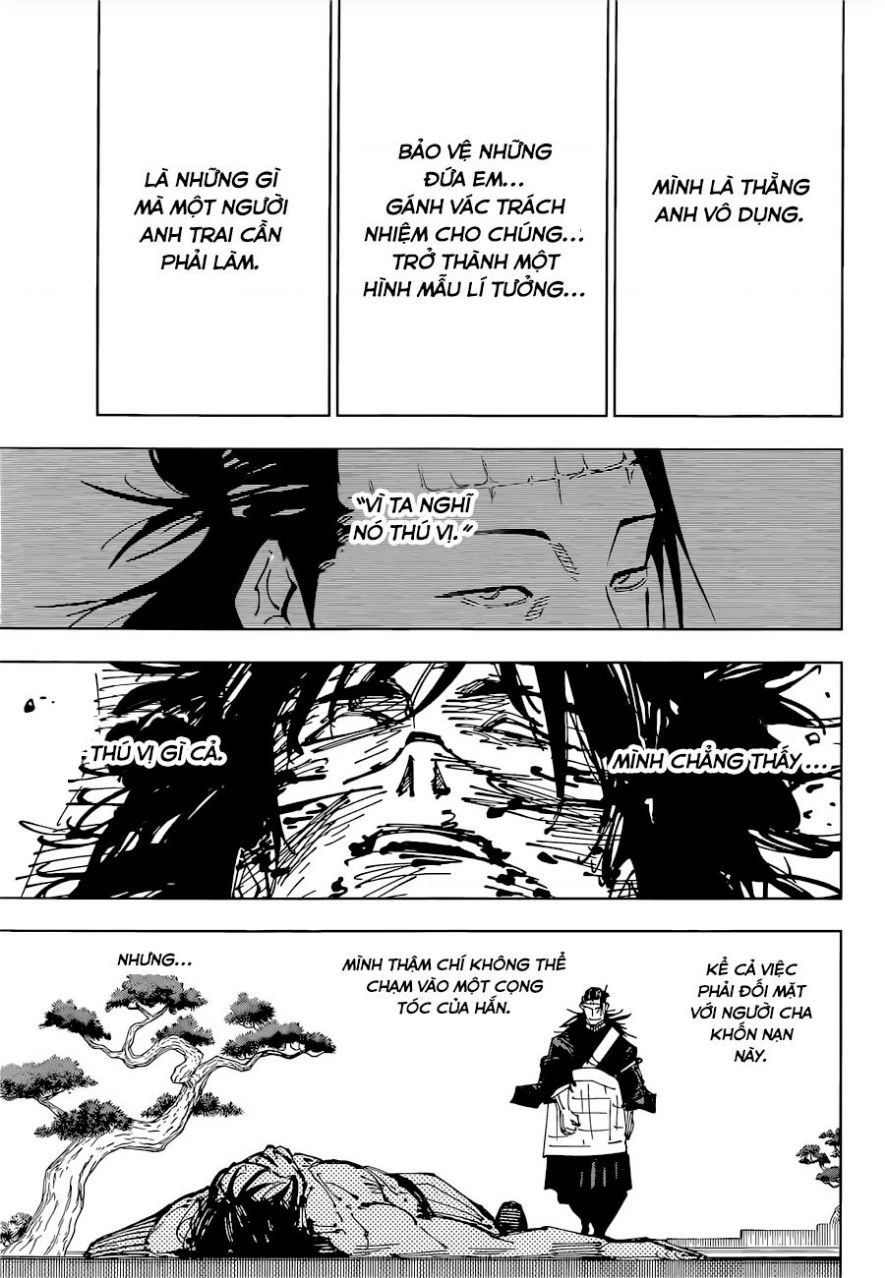 MÌNH LÀ THẰNG
ANH VÔ DỤNG.
BẢO VỆ NHỮNG
ĐỨA EM...
GÁNH VÁC TRÁCH
NHIỆM CHO CHÚNG...
TRỞ THÀNH MỘT
HÌNH MẪU LÍ TƯỞNG...
LÀ NHỮNG GÌ
MÀ MỘT NGƯỜI
ANH TRAI CẦN
PHẢI LÀM.
"VÌ TA NGHĨ
NÓ THÚ VỊ."
MÌNH CHẲNG THẤY...
THÚ VỊ GÌ CẢ.
KỂ CẢ VIỆC
PHẢI ĐỐI MẶT
VỚI NGƯỜI CHA
KHỐN NẠN
NÀY.
MÌNH THẬM CHÍ KHÔNG THỂ
CHẠM VÀO MỘT CỌNG
TÓC CỦA HẮN.
NHƯNG...